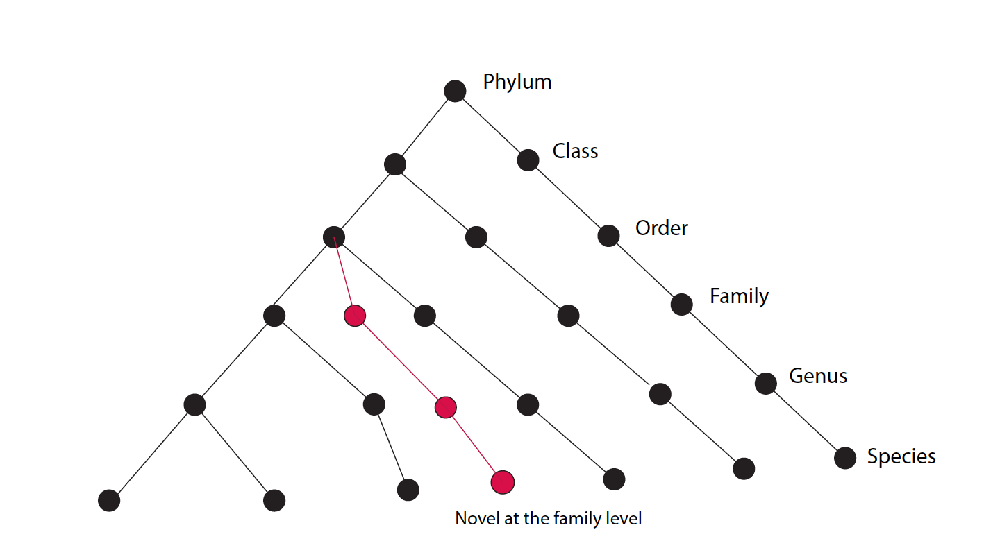 Phylum
Class
Order
Family
Genus
Species
Novel at the family level